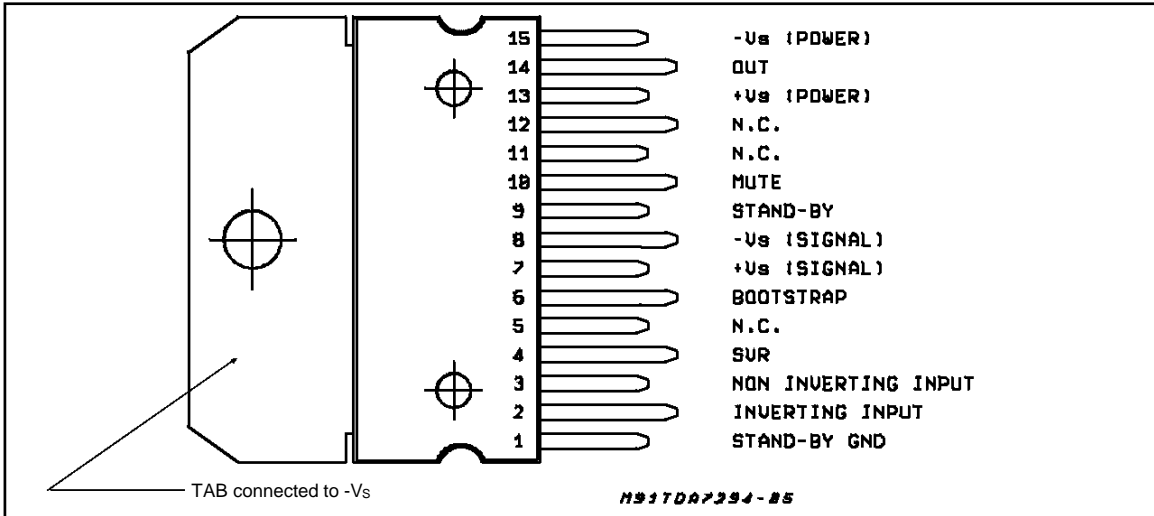 15 -Vs (POWER)
14 OUT
13 +Vs (POWER)
12 N.C.
11 N.C.
10 MUTE
9 STAND-BY
8 -Vs (SIGNAL)
7 +Vs (SIGNAL)
6 BOOTSTRAP
5 N.C.
4 SVR
3 NON INVERTING INPUT
2 INVERTING INPUT
1 STAND-BY GND
TAB connected to -VS
M91TDA7294-05